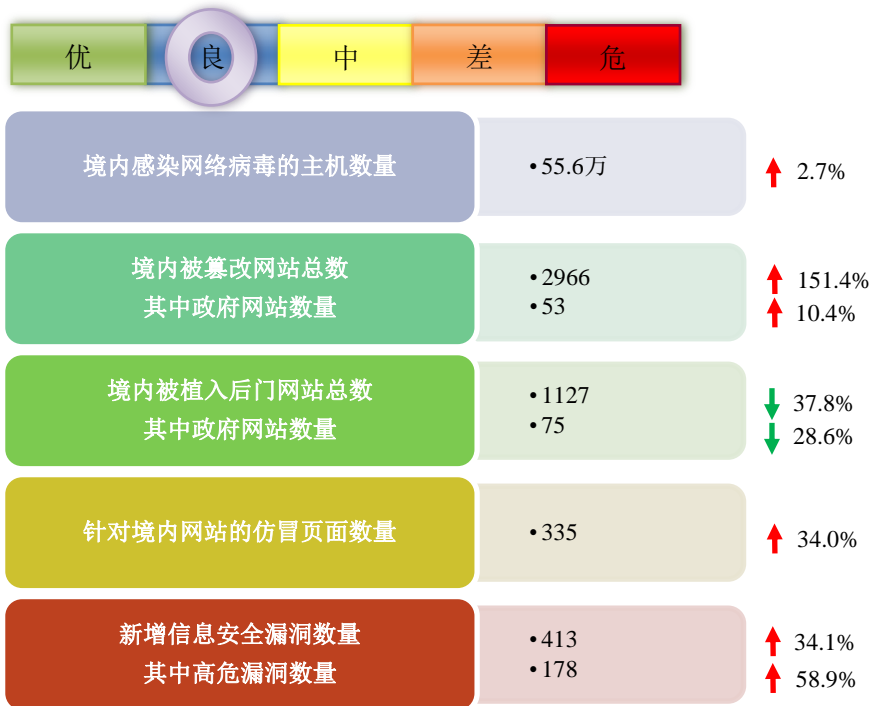 优 良 中 差 危
境内感染网络病毒的主机数量 •55.6万 2.7%
境内被篡改网站总数 •2966 151.4%
其中政府网站数量 •53 10.4%
境内被植入后门网站总数 •1127 37.8%
其中政府网站数量 •75 28.6%
针对境内网站的仿冒页面数量 •335 34.0%
新增信息安全漏洞数量 •413 34.1%
其中高危漏洞数量 •178 58.9%